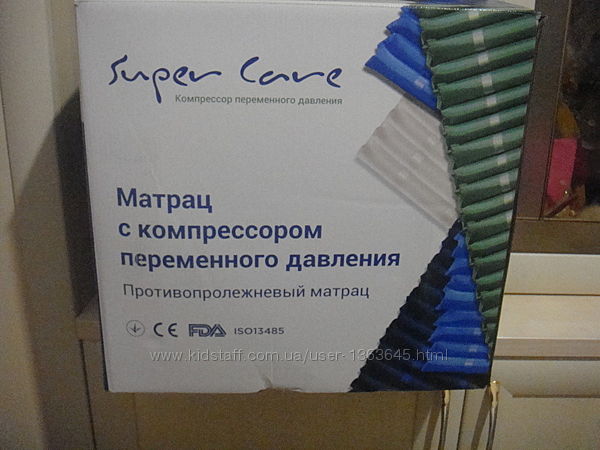 Super Care
Компрессор переменного давления
Матрац
с компрессором
переменного давления
Противопролежневый матрац
CE FDA ISO13485
www.kidstaff.com.ua/user-1363645.html